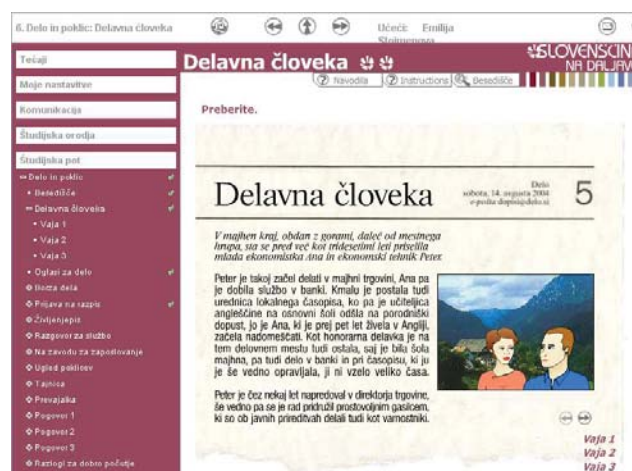 6. Delo in poklic: Delavna človeka
Učeči: Emilija
Stojmenova
Tečaji
Moje nastavitve
Komunikacija
Študijska orodja
Študijska pot
Delo in poklic
Besedišče
Delavna človeka
Vaja 1
Vaja 2
Vaja 3
Oglasi za delo
Borza dela
Prijava na razpis
Življenjepis
Razgovor za službo
Na zavodu za zaposlovanje
Ugled poklicev
Tajnica
Prevajalka
Pogovor 1
Pogovor 2
Pogovor 3
Razlogi za dobro počutje
Delavna človeka
SLOVENŠČINA
NA DALJAVO
Navodila
Instructions
Besedišče
Preberite.
Delavna človeka
Delo
sobota, 14. avgusta 2004
e-pošta dopisi@delo.si
5
V majhen kraj, obdan z gorami, daleč od mestnega
hrupa, sta se pred več kot tridesetimi leti priselila
mlada ekonomistka Ana in ekonomski tehnik Peter.
Peter je takoj začel delati v majhni trgovini, Ana pa
je dobila službo v banki. Kmalu je postala tudi
urednica lokalnega časopisa, ko pa je učiteljica
angleščine na osnovni šoli odšla na porodniški
dopust, jo je Ana, ki je prej pet let živela v Angliji,
začela nadomeščati. Kot honorarna delavka je na
tem delovnem mestu tudi ostala, saj je bila šola
majhna, pa tudi delo v banki in pri časopisu, ki ju
je še vedno opravljala, ji ni vzelo veliko časa.
Peter je čez nekaj let napredoval v direktorja trgovine,
še vedno pa se je rad pridružil prostovoljnim gasilcem,
ki so ob javnih prireditvah delali tudi kot varnostniki.
Vaja 1
Vaja 2
Vaja 3